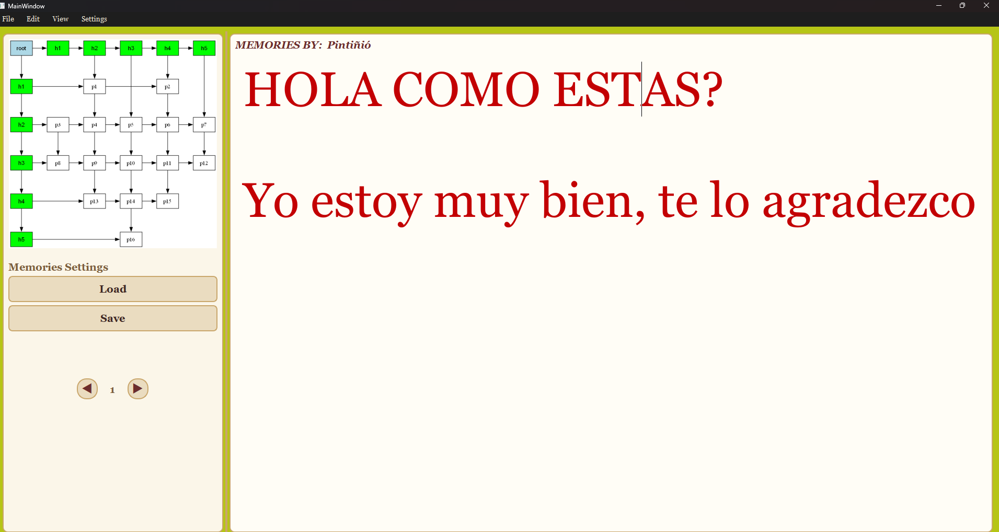 MainWindow
File Edit View Settings
root h1 h2 h3 h4 h5
h1 p1 p2
h2 p3 p4 p5 p6 p7
h3 p8 p9 p10 p11 p12
h4 p13 p14 p15
h5 p16
Memories Settings
Load
Save
1
MEMORIES BY: Pintiñió
HOLA COMO ESTAS?
Yo estoy muy bien, te lo agradezco